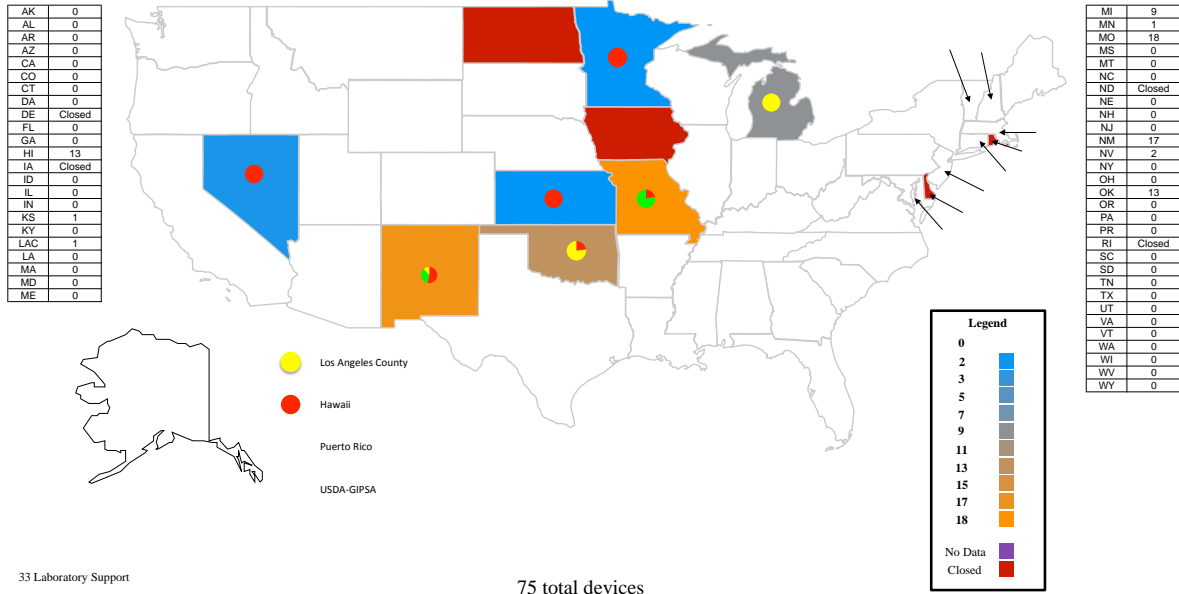 AK 0
AL 0
AR 0
AZ 0
CA 0
CO 0
CT 0
DA 0
DE Closed
FL 0
GA 0
HI 13
IA Closed
ID 0
IL 0
IN 0
KS 1
KY 0
LAC 1
LA 0
MA 0
MD 0
ME 0
MI 9
MN 1
MO 18
MS 0
MT 0
NC 0
ND Closed
NE 0
NH 0
NJ 0
NM 17
NV 2
NY 0
OH 0
OK 13
OR 0
PA 0
PR 0
RI Closed
SC 0
SD 0
TN 0
TX 0
UT 0
VA 0
VT 0
WA 0
WI 0
WV 0
WY 0
Los Angeles County
Hawaii
Puerto Rico
USDA-GIPSA
Legend
0
2
3
5
7
9
11
13
15
17
18
No Data
Closed
33 Laboratory Support
75 total devices